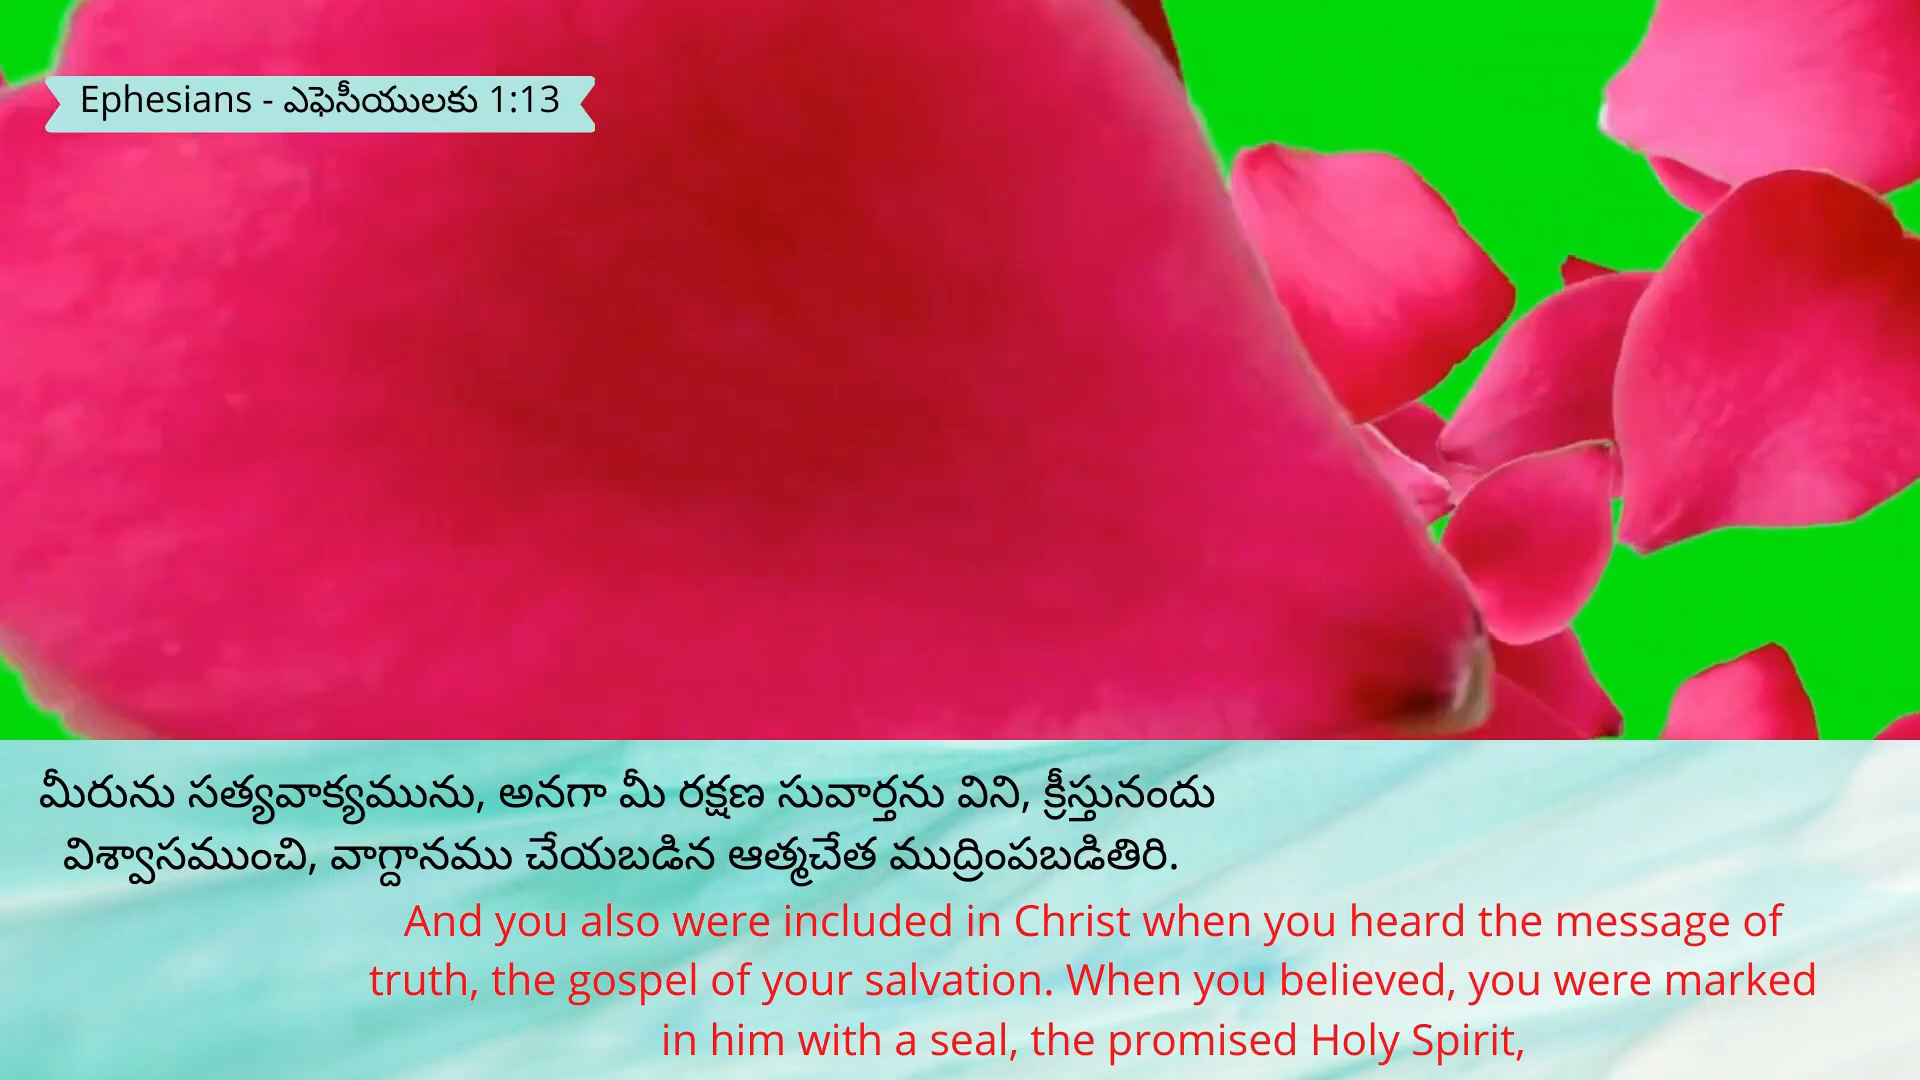 Ephesians - ఎఫెసీయులకు 1:13
మీరును సత్యవాక్యమును, అనగా మీ రక్షణ సువార్తను విని, క్రీస్తునందు
విశ్వాసముంచి, వాగ్దానము చేయబడిన ఆత్మచేత ముద్రింపబడితిరి.
And you also were included in Christ when you heard the message of
truth, the gospel of your salvation. When you believed, you were marked
in him with a seal, the promised Holy Spirit,